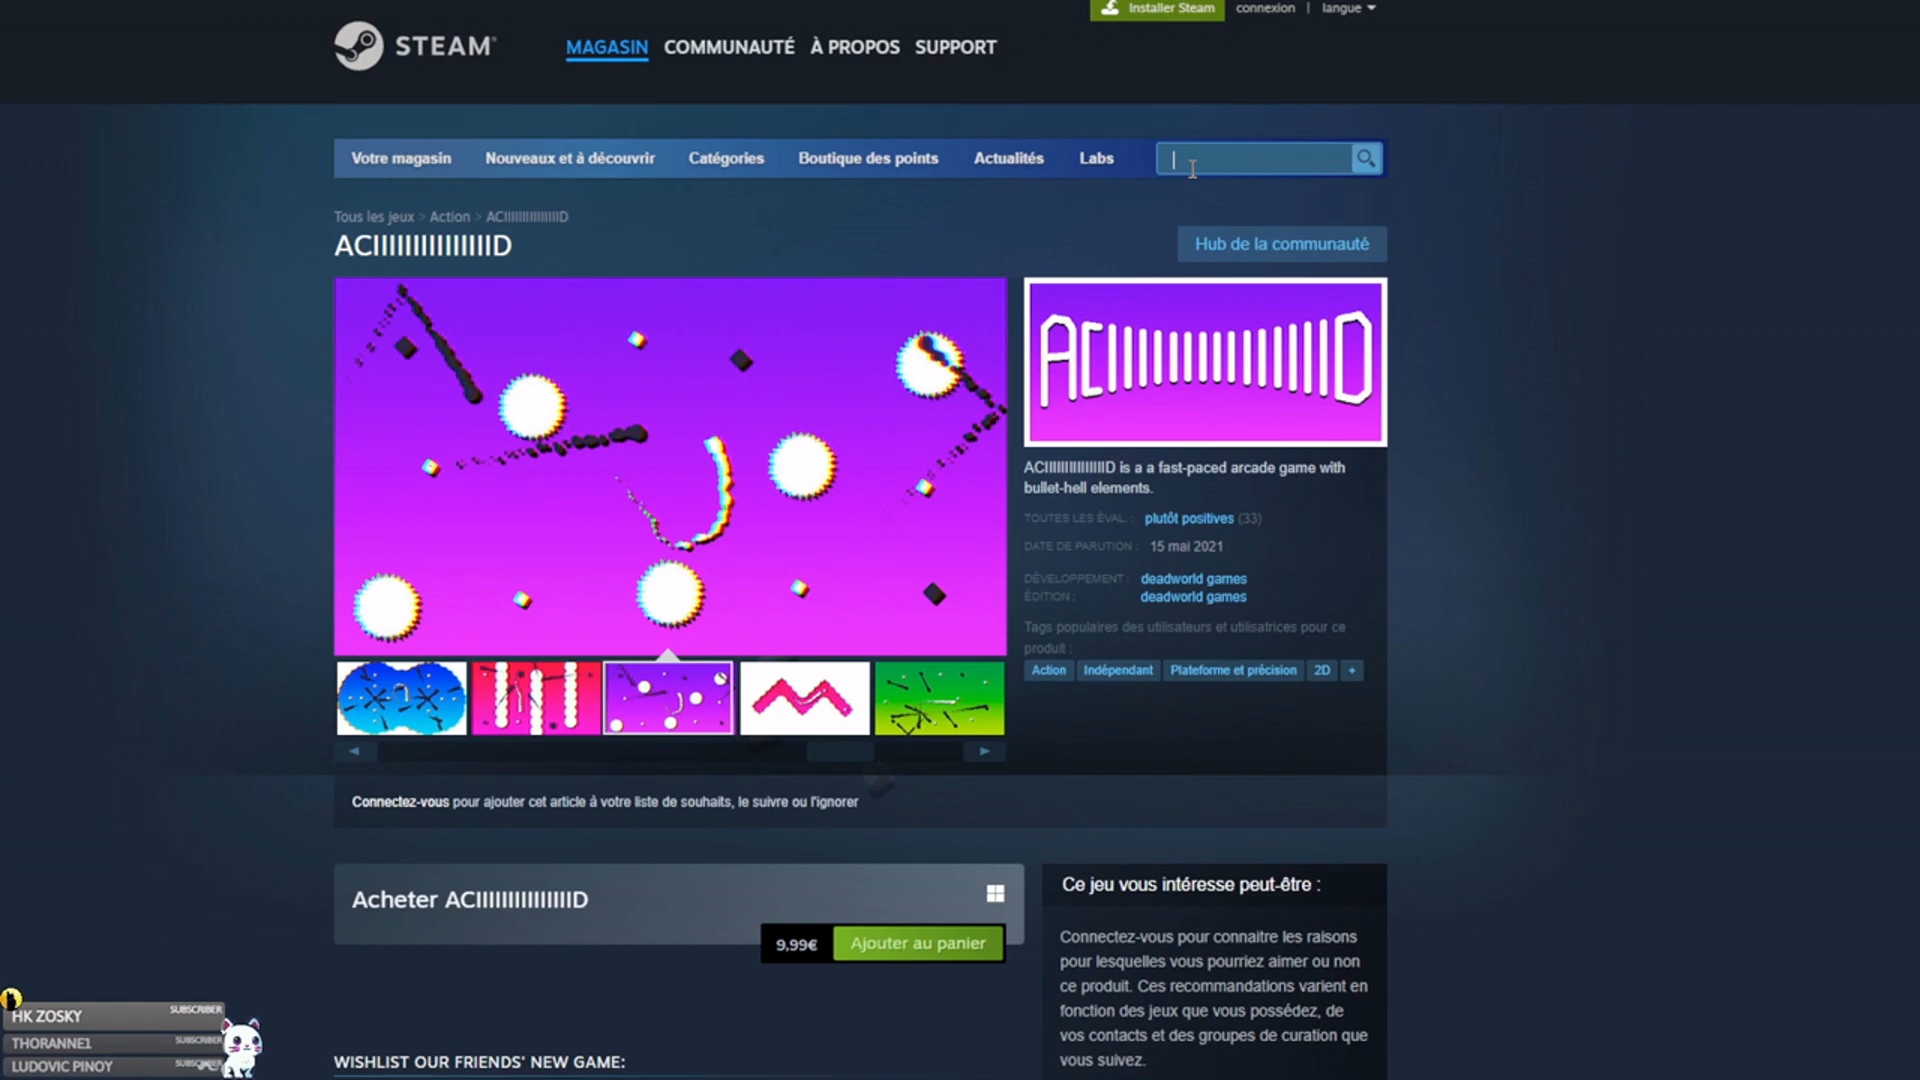 Installer Steam
connexion | langue
STEAM
MAGASIN COMMUNAUTÉ À PROPOS SUPPORT
Votre magasin Nouveaux et à découvrir Catégories Boutique des points Actualités Labs
Tous les jeux > Action > ACIIIIIIIIIIIIIIID
ACIIIIIIIIIIIIIIID
Hub de la communauté
ACIIIIIIIIIIIIIIID
ACIIIIIIIIIIIIIIID is a a fast-paced arcade game with
bullet-hell elements.
TOUTES LES ÉVAL. : plutôt positives (33)
DATE DE PARUTION : 15 mai 2021
DÉVELOPPEMENT : deadworld games
ÉDITION : deadworld games
Tags populaires des utilisateurs et utilisatrices pour ce
produit :
Action Indépendant Plateforme et précision 2D +
Connectez-vous pour ajouter cet article à votre liste de souhaits, le suivre ou l'ignorer
Acheter ACIIIIIIIIIIIIIIID
9,99€ Ajouter au panier
Ce jeu vous intéresse peut-être :
Connectez-vous pour connaitre les raisons
pour lesquelles vous pourriez aimer ou non
ce produit. Ces recommandations varient en
fonction des jeux que vous possédez, de
vos contacts et des groupes de curation que
vous suivez.
WISHLIST OUR FRIENDS' NEW GAME:
HK ZOSKY SUBSCRIBER
THORANNE1 SUBSCRIBER
LUDOVIC PINOY